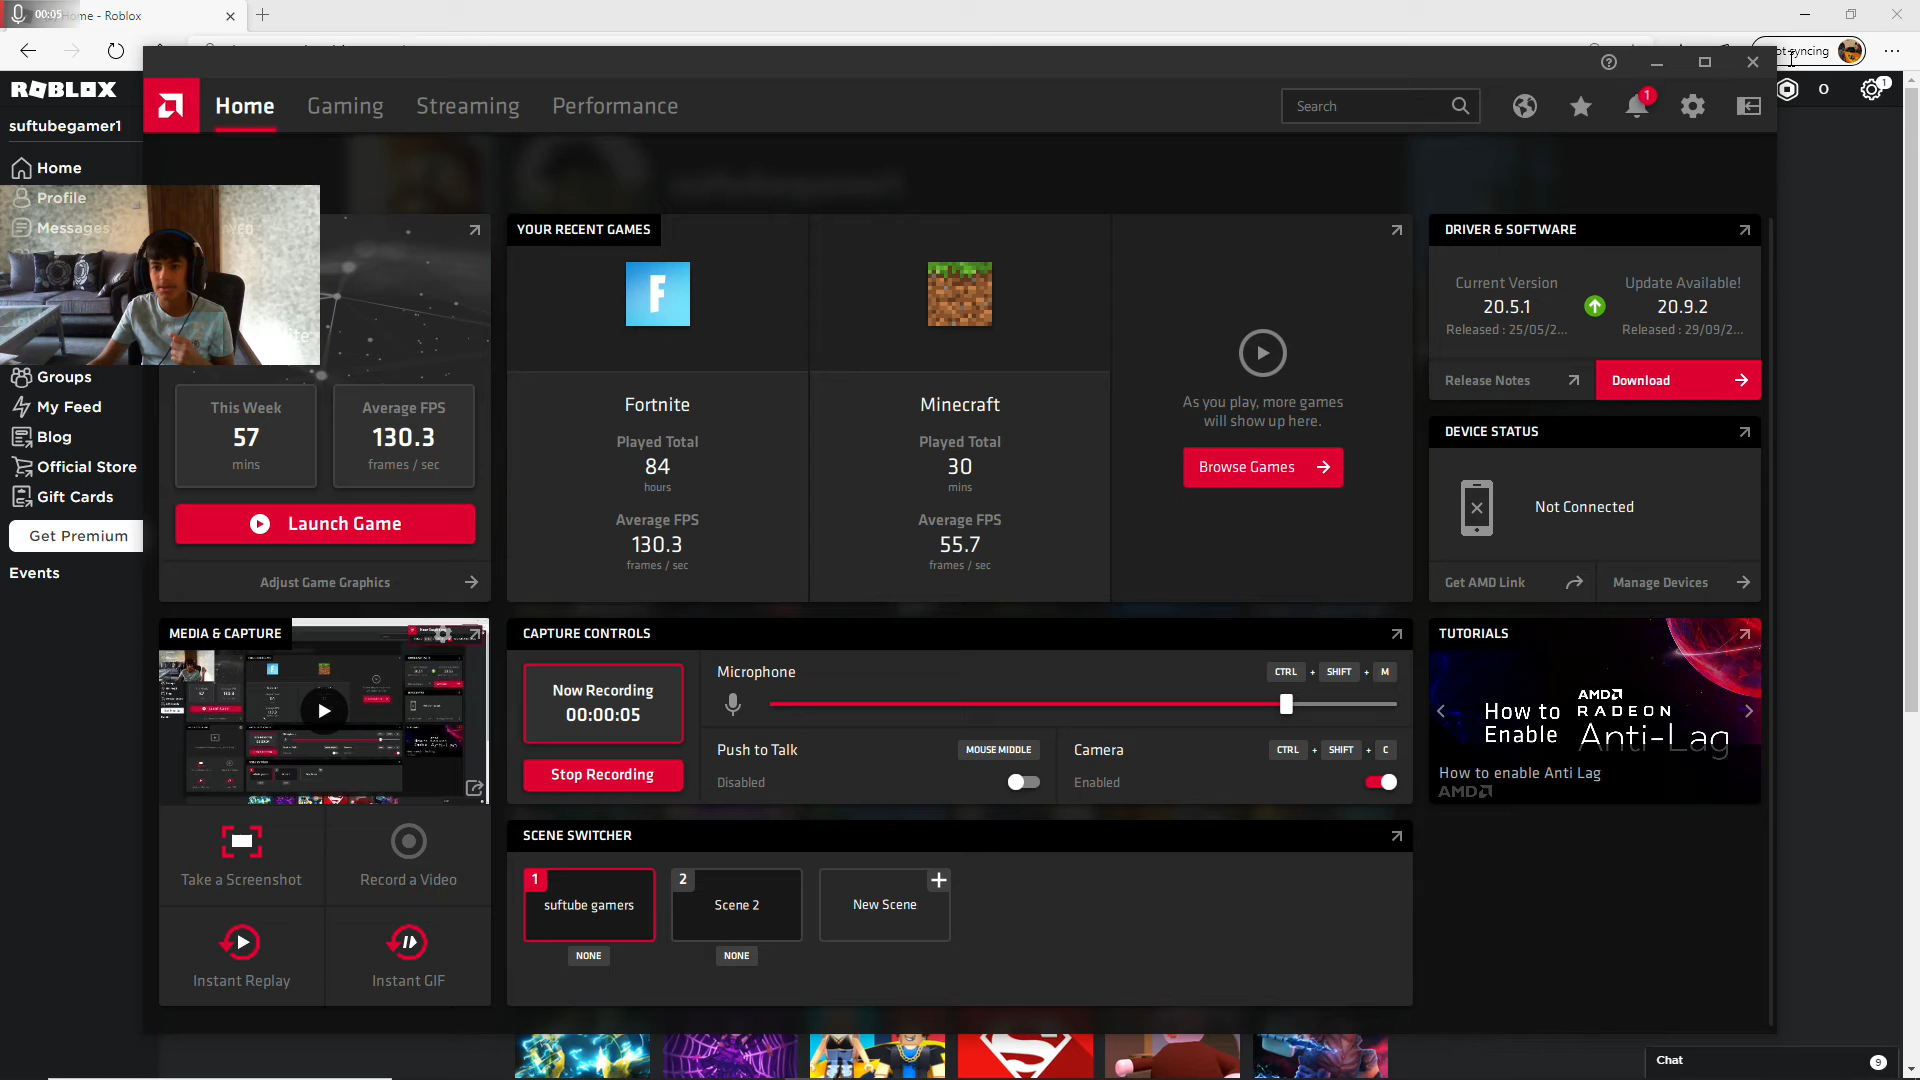 00:05
me - Roblox
ot syncing
ROBLOX
0
1
suftubegamer1
Home
Gaming
Streaming
Performance
Search
1
Home
Profile
Messages
Groups
My Feed
Blog
Official Store
Gift Cards
Get Premium
Events
This Week
57
mins
Average FPS
130.3
frames / sec
Launch Game
Adjust Game Graphics
YOUR RECENT GAMES
F
Fortnite
Played Total
84
hours
Average FPS
130.3
frames / sec
Minecraft
Played Total
30
mins
Average FPS
55.7
frames / sec
As you play, more games
will show up here.
Browse Games
DRIVER & SOFTWARE
Current Version
20.5.1
Released : 25/05/2...
Update Available!
20.9.2
Released : 29/09/2...
Release Notes
Download
DEVICE STATUS
Not Connected
Get AMD Link
Manage Devices
MEDIA & CAPTURE
Take a Screenshot
Record a Video
Instant Replay
Instant GIF
CAPTURE CONTROLS
Now Recording
00:00:05
Stop Recording
Microphone
CTRL + SHIFT + M
Push to Talk
MOUSE MIDDLE
Disabled
Camera
CTRL + SHIFT + C
Enabled
SCENE SWITCHER
1
suftube gamers
NONE
2
Scene 2
NONE
New Scene
TUTORIALS
How to
Enable
AMD
RADEON
Anti-Lag
How to enable Anti Lag
AMD
Chat
9